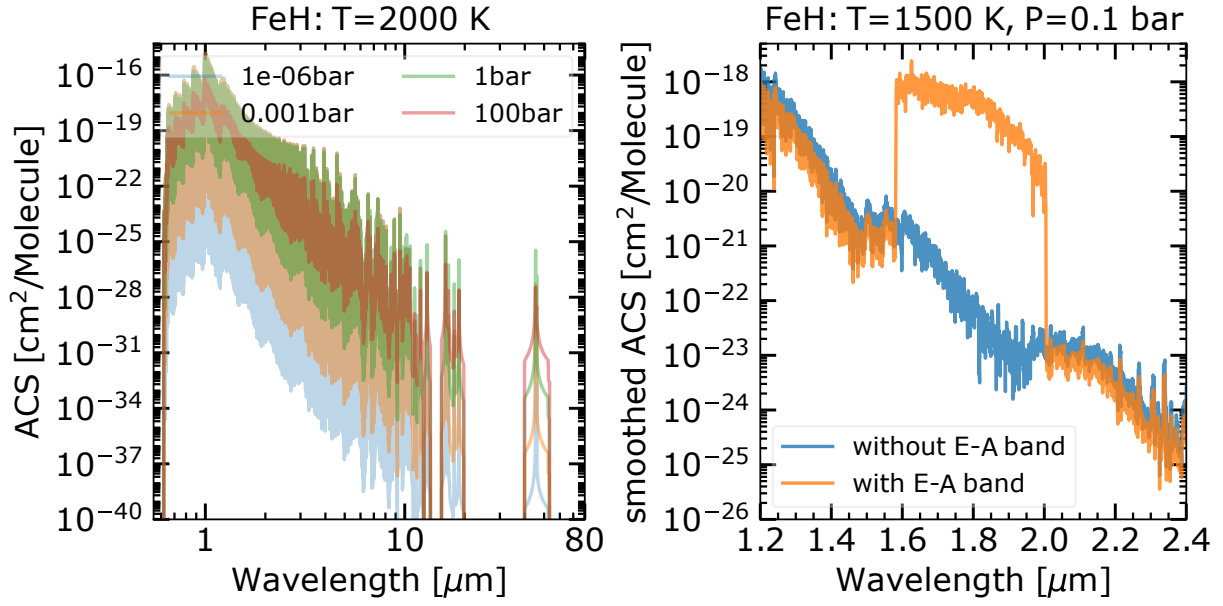 FeH: T=2000 K
ACS [cm²/Molecule]
10⁻¹⁶
10⁻¹⁹
10⁻²²
10⁻²⁵
10⁻²⁸
10⁻³¹
10⁻³⁴
10⁻³⁷
10⁻⁴⁰
1e-06bar
0.001bar
1bar
100bar
1
10
80
Wavelength [μm]
FeH: T=1500 K, P=0.1 bar
smoothed ACS [cm²/Molecule]
10⁻¹⁸
10⁻¹⁹
10⁻²⁰
10⁻²¹
10⁻²²
10⁻²³
10⁻²⁴
10⁻²⁵
10⁻²⁶
without E-A band
with E-A band
1.2
1.4
1.6
1.8
2.0
2.2
2.4
Wavelength [μm]